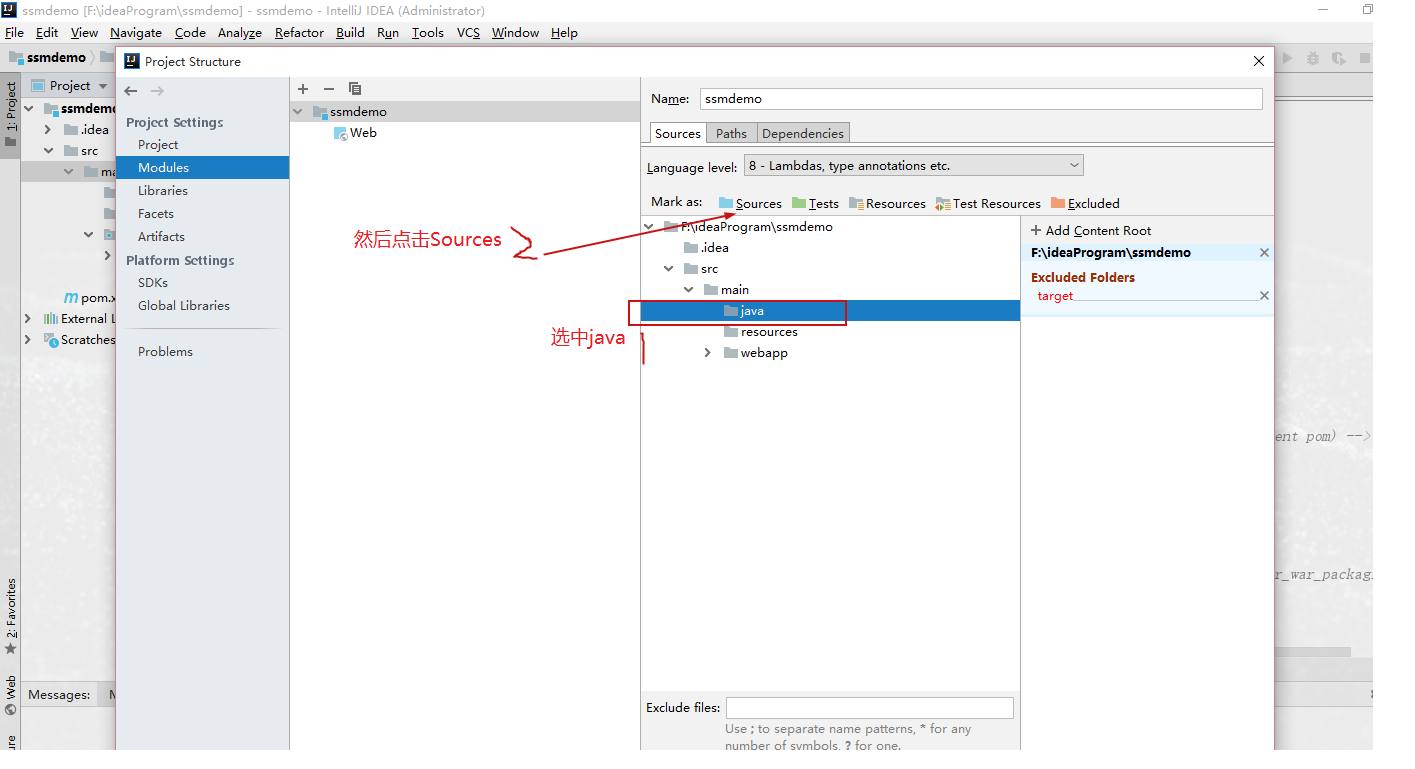 ssmdemo [F:\ideaProgram\ssmdemo] - ssmdemo - IntelliJ IDEA (Administrator)
File Edit View Navigate Code Analyze Refactor Build Run Tools VCS Window Help
ssmdemo
Project Structure
1: Project
Project
ssmdemo
.idea
src
External L
Scratches
Project Settings
Project
Modules
Libraries
Facets
Artifacts
Platform Settings
SDKs
Global Libraries
Problems
ssmdemo
Web
Name: ssmdemo
Sources Paths Dependencies
Language level: 8 - Lambdas, type annotations etc.
Mark as: Sources Tests Resources Test Resources Excluded
F:\ideaProgram\ssmdemo
.idea
src
main
java
resources
webapp
然后点击Sources
选中java
+ Add Content Root
F:\ideaProgram\ssmdemo
Excluded Folders
target
ent pom) -->
r_war_packagi
Exclude files:
Use ; to separate name patterns, * for any
number of symbols, ? for one.
2: Favorites
Web
Messages: